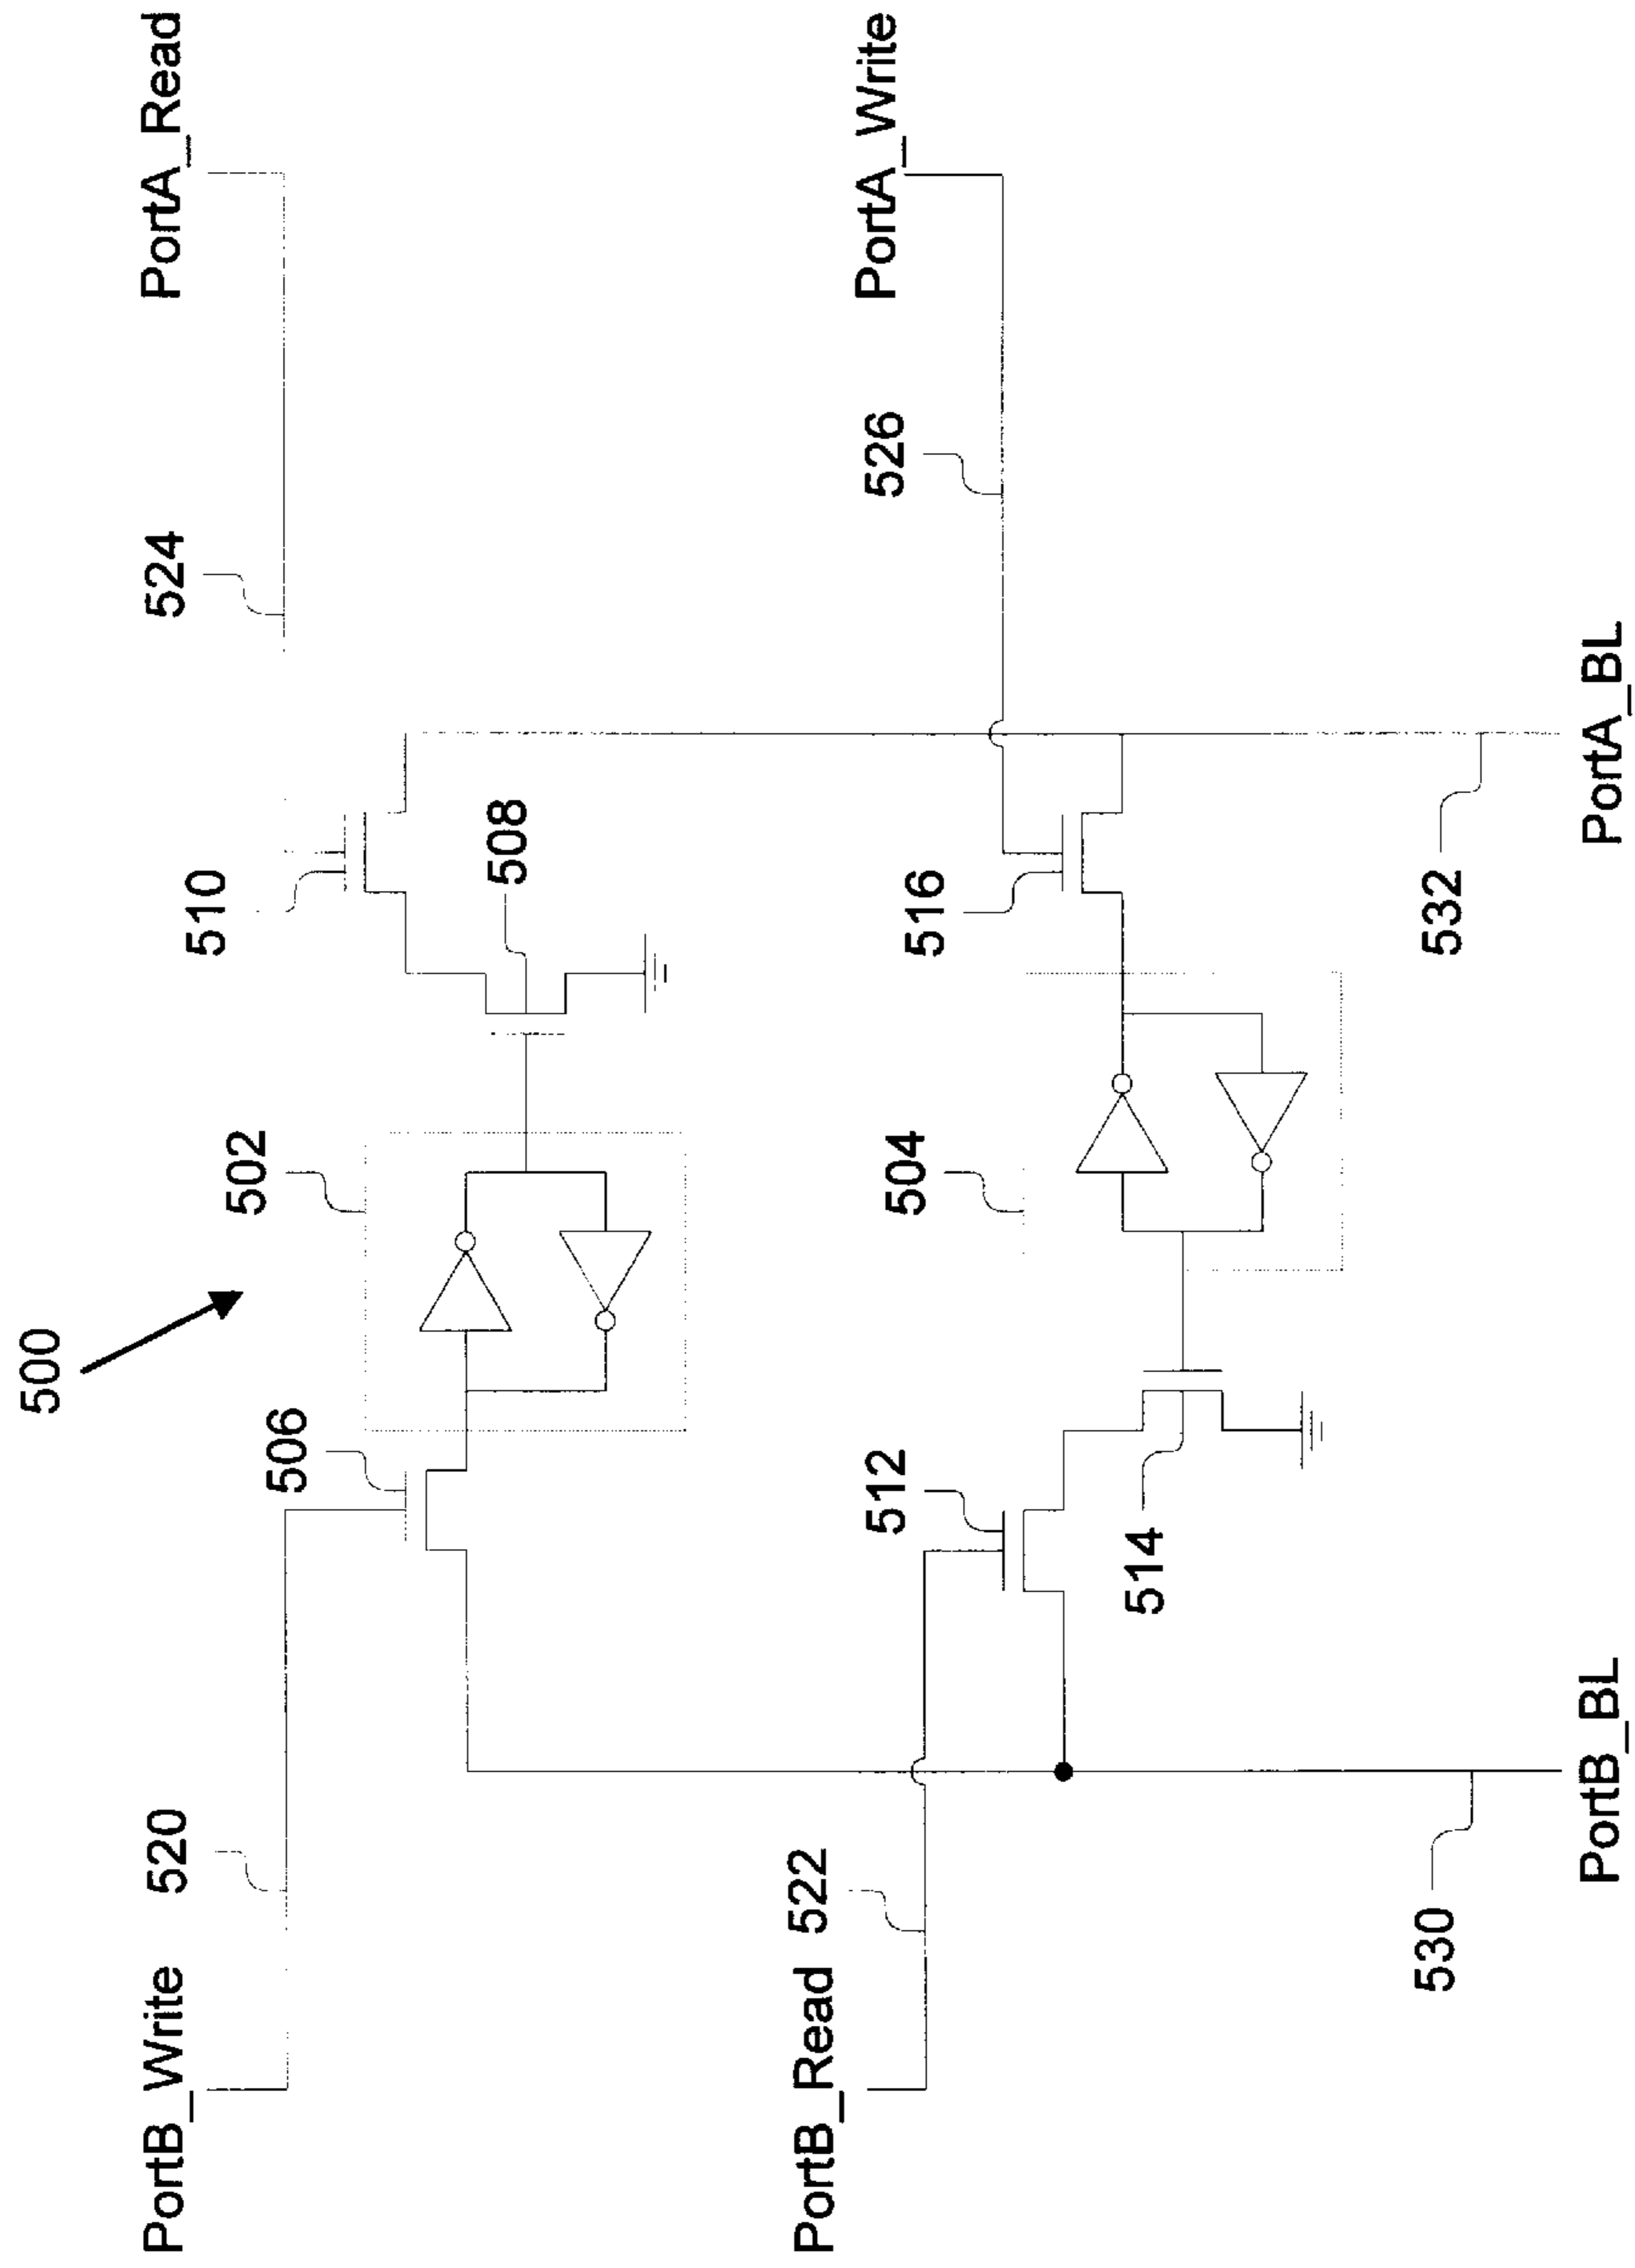 500
PortB_Write
520
506
502
510
524
PortA_Read
508
PortB_Read
522
512
504
516
526
PortA_Write
514
530
532
PortB_BL
PortA_BL